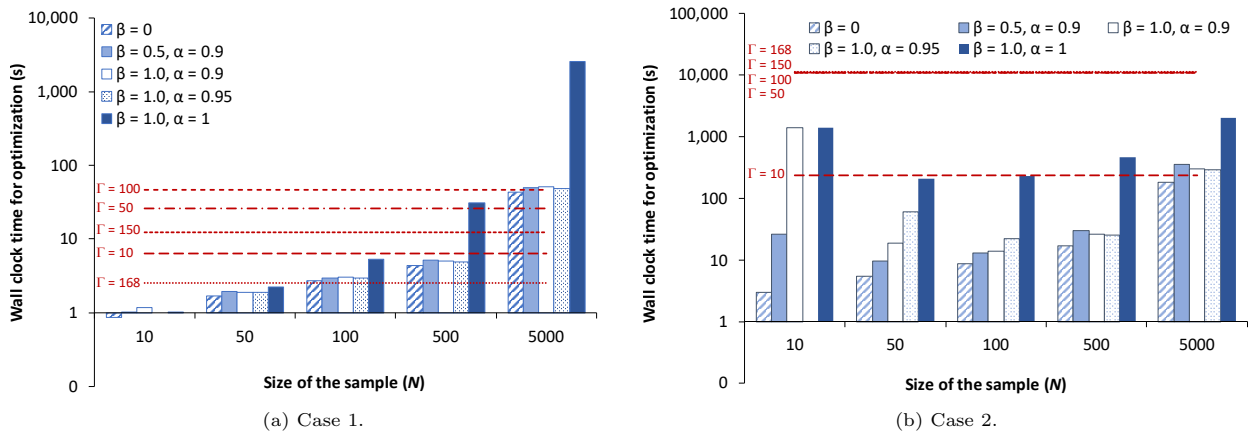 10,000
1,000
100
10
1
0
Wall clock time for optimization (s)
β = 0
β = 0.5, α = 0.9
β = 1.0, α = 0.9
β = 1.0, α = 0.95
β = 1.0, α = 1
Γ = 100
Γ = 50
Γ = 150
Γ = 10
Γ = 168
10 50 100 500 5000
Size of the sample (N)
(a) Case 1.
100,000
10,000
1,000
100
10
1
0
Wall clock time for optimization (s)
β = 0 β = 0.5, α = 0.9 β = 1.0, α = 0.9
β = 1.0, α = 0.95 β = 1.0, α = 1
Γ = 168
Γ = 150
Γ = 100
Γ = 50
Γ = 10
10 50 100 500 5000
Size of the sample (N)
(b) Case 2.